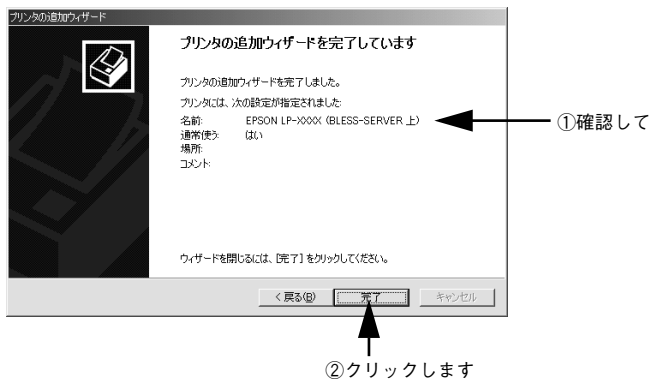 プリンタの追加ウィザード
プリンタの追加ウィザードを完了しています
プリンタの追加ウィザードを完了しました。
プリンタには、次の設定が指定されました:
名前: EPSON LP-XXXX (BLESS-SERVER 上)
通常使う: はい
場所:
コメント:
①確認して
ウィザードを閉じるには、[完了] をクリックしてください。
< 戻る(B) 完了 キャンセル
②クリックします